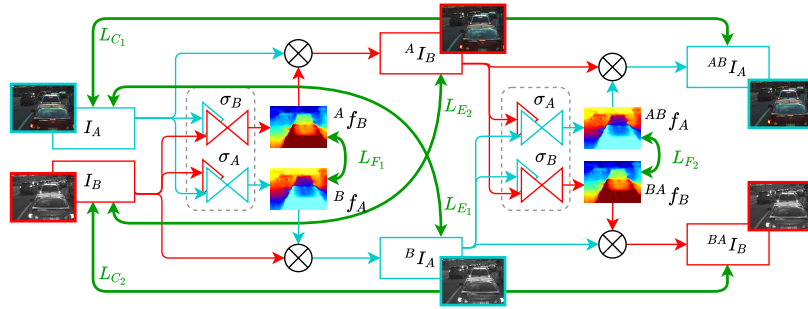 L_{C_1}
^{A}I_B
^{AB}I_A
I_A
σ_B
^{A}f_B
L_{E_2}
σ_A
^{AB}f_A
σ_A
L_{F_1}
σ_B
L_{F_2}
I_B
^{B}f_A
L_{E_1}
^{BA}f_B
L_{C_2}
^{B}I_A
^{BA}I_B